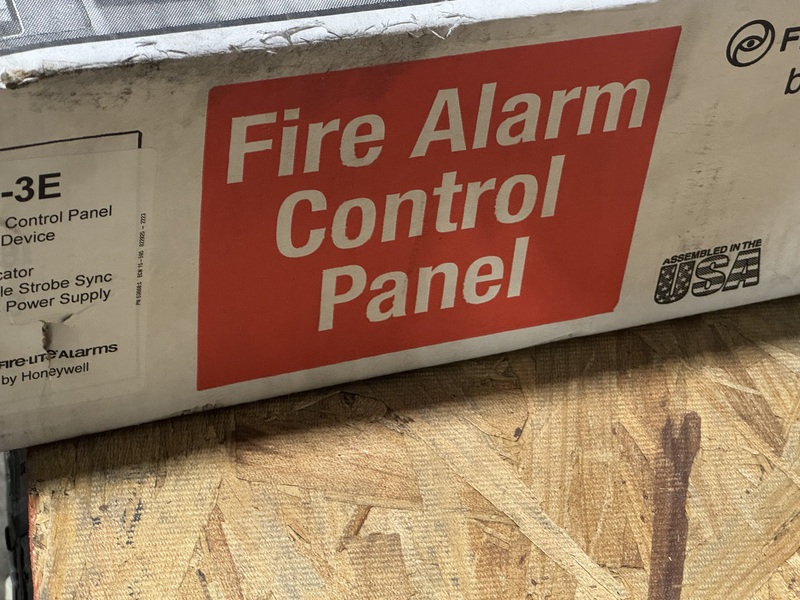 -3E
Control Panel
Device
cator
le Strobe Sync
Power Supply
Fire-Lite Alarms
by Honeywell
Fire Alarm
Control
Panel
ASSEMBLED IN THE
USA
F
b